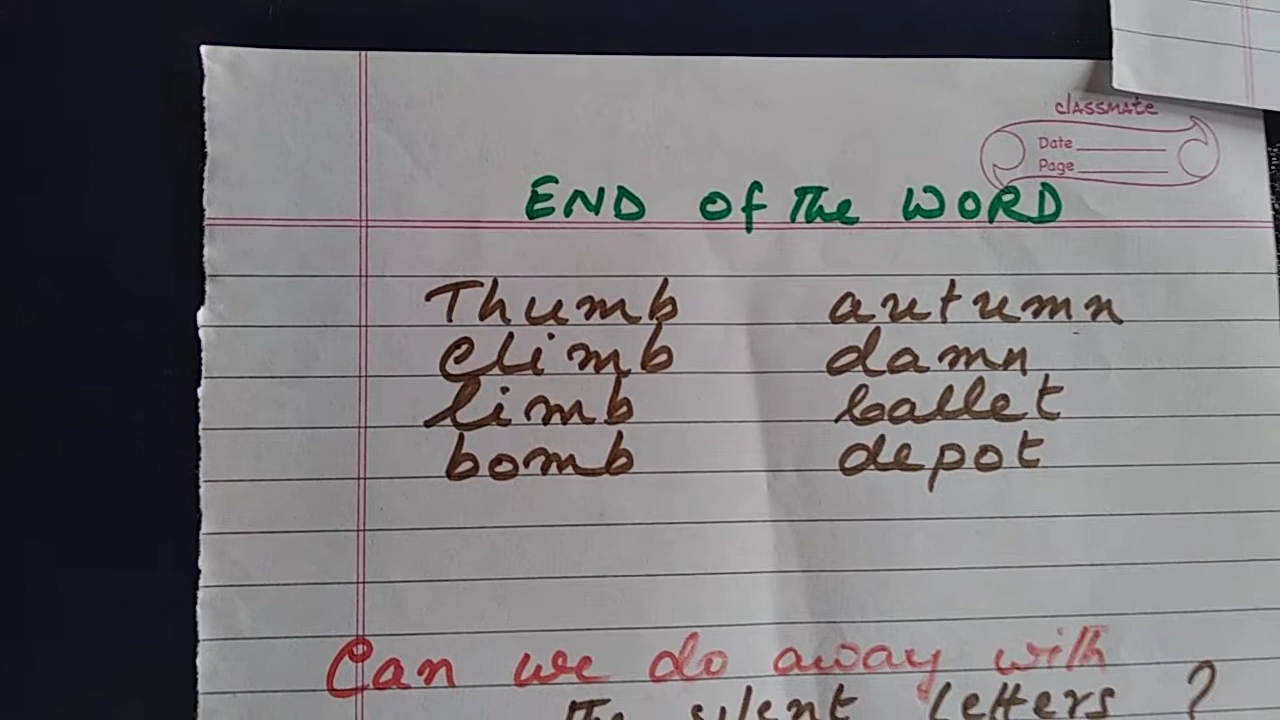 classmate
Date
Page
END of the WORD
Thumb autumn
climb damn
limb ballet
bomb depot
Can we do away with
the silent letters ?